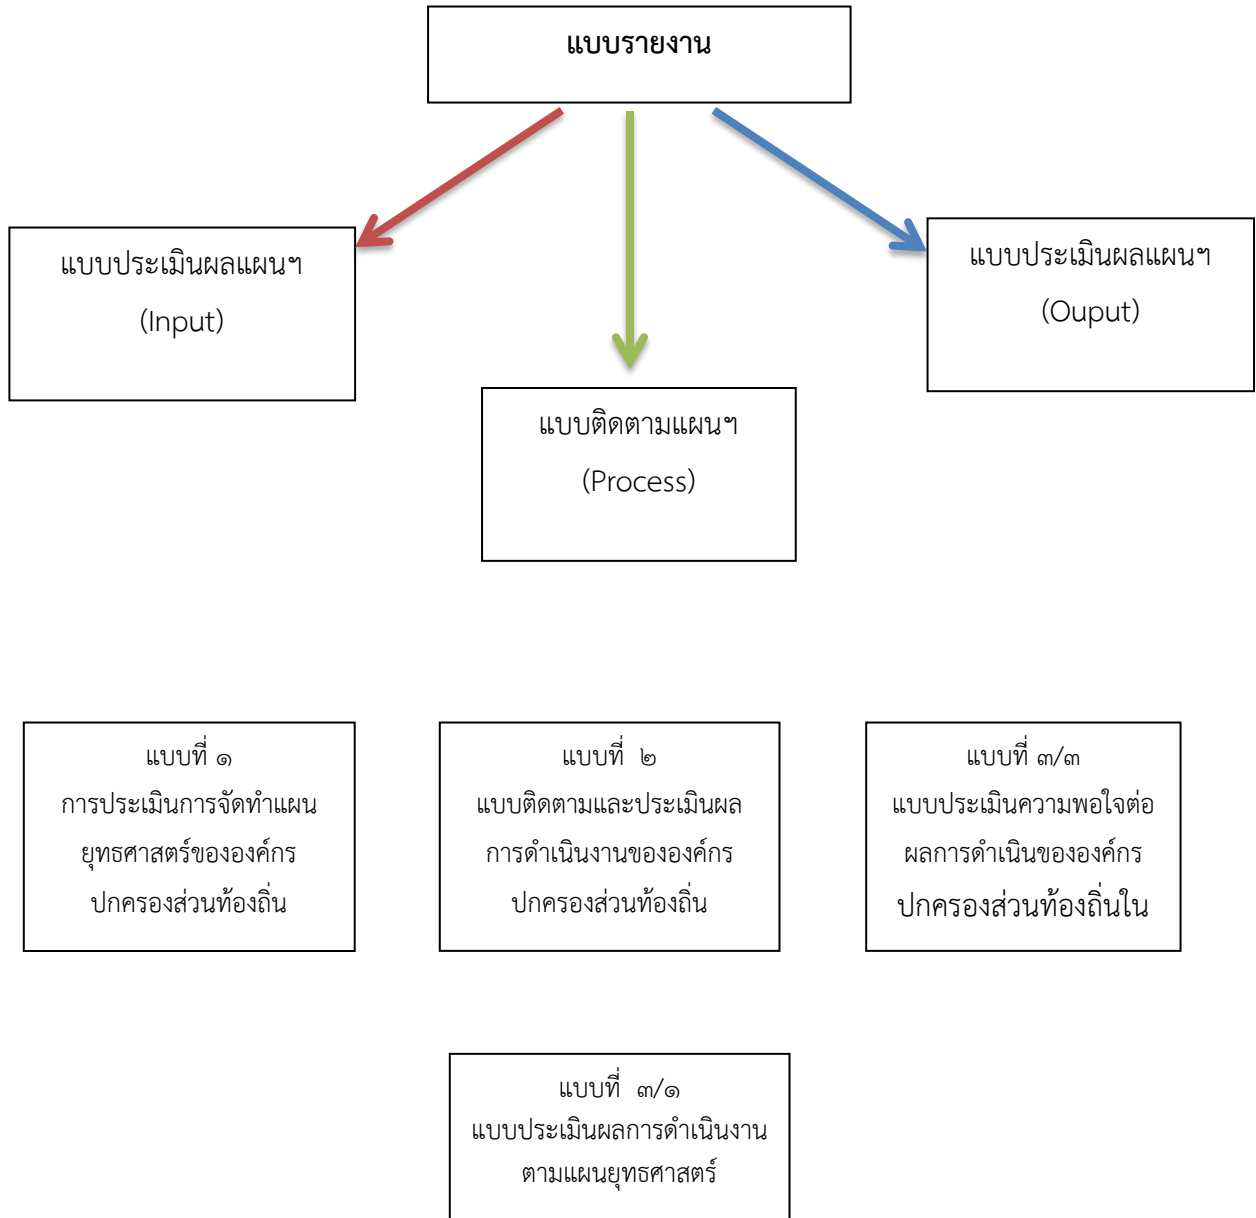 แบบรายงาน
แบบประเมินผลแผนฯ
(Input)
แบบประเมินผลแผนฯ
(Ouput)
แบบติดตามแผนฯ
(Process)
แบบที่ ๑
การประเมินการจัดทำแผน
ยุทธศาสตร์ขององค์กร
ปกครองส่วนท้องถิ่น
แบบที่ ๒
แบบติดตามและประเมินผล
การดำเนินงานขององค์กร
ปกครองส่วนท้องถิ่น
แบบที่ ๓/๓
แบบประเมินความพอใจต่อ
ผลการดำเนินขององค์กร
ปกครองส่วนท้องถิ่นใน
แบบที่ ๓/๑
แบบประเมินผลการดำเนินงาน
ตามแผนยุทธศาสตร์